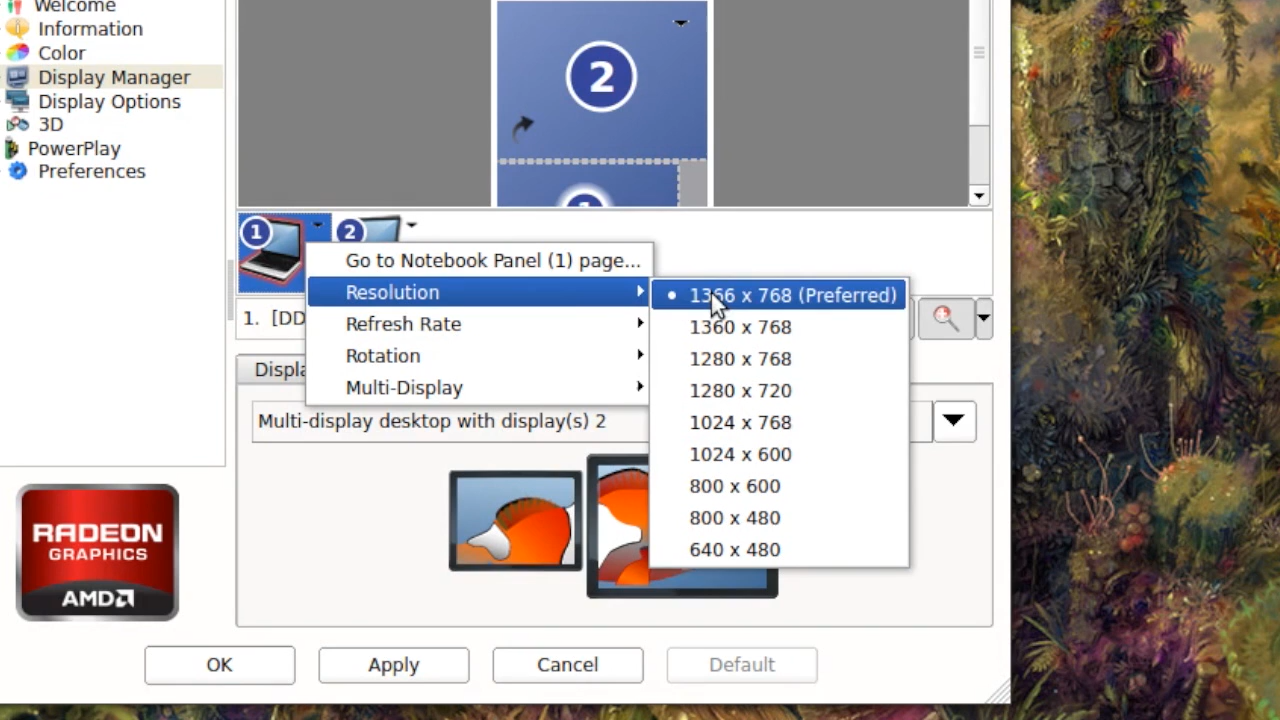 Welcome
Information
Color
Display Manager
Display Options
3D
PowerPlay
Preferences
2
1
1
2
1. [DD
Go to Notebook Panel (1) page...
Resolution
Refresh Rate
Rotation
Multi-Display
1366 x 768 (Preferred)
1360 x 768
1280 x 768
1280 x 720
1024 x 768
1024 x 600
800 x 600
800 x 480
640 x 480
Displa
Multi-display desktop with display(s) 2
RADEON
GRAPHICS
AMD
OK
Apply
Cancel
Default